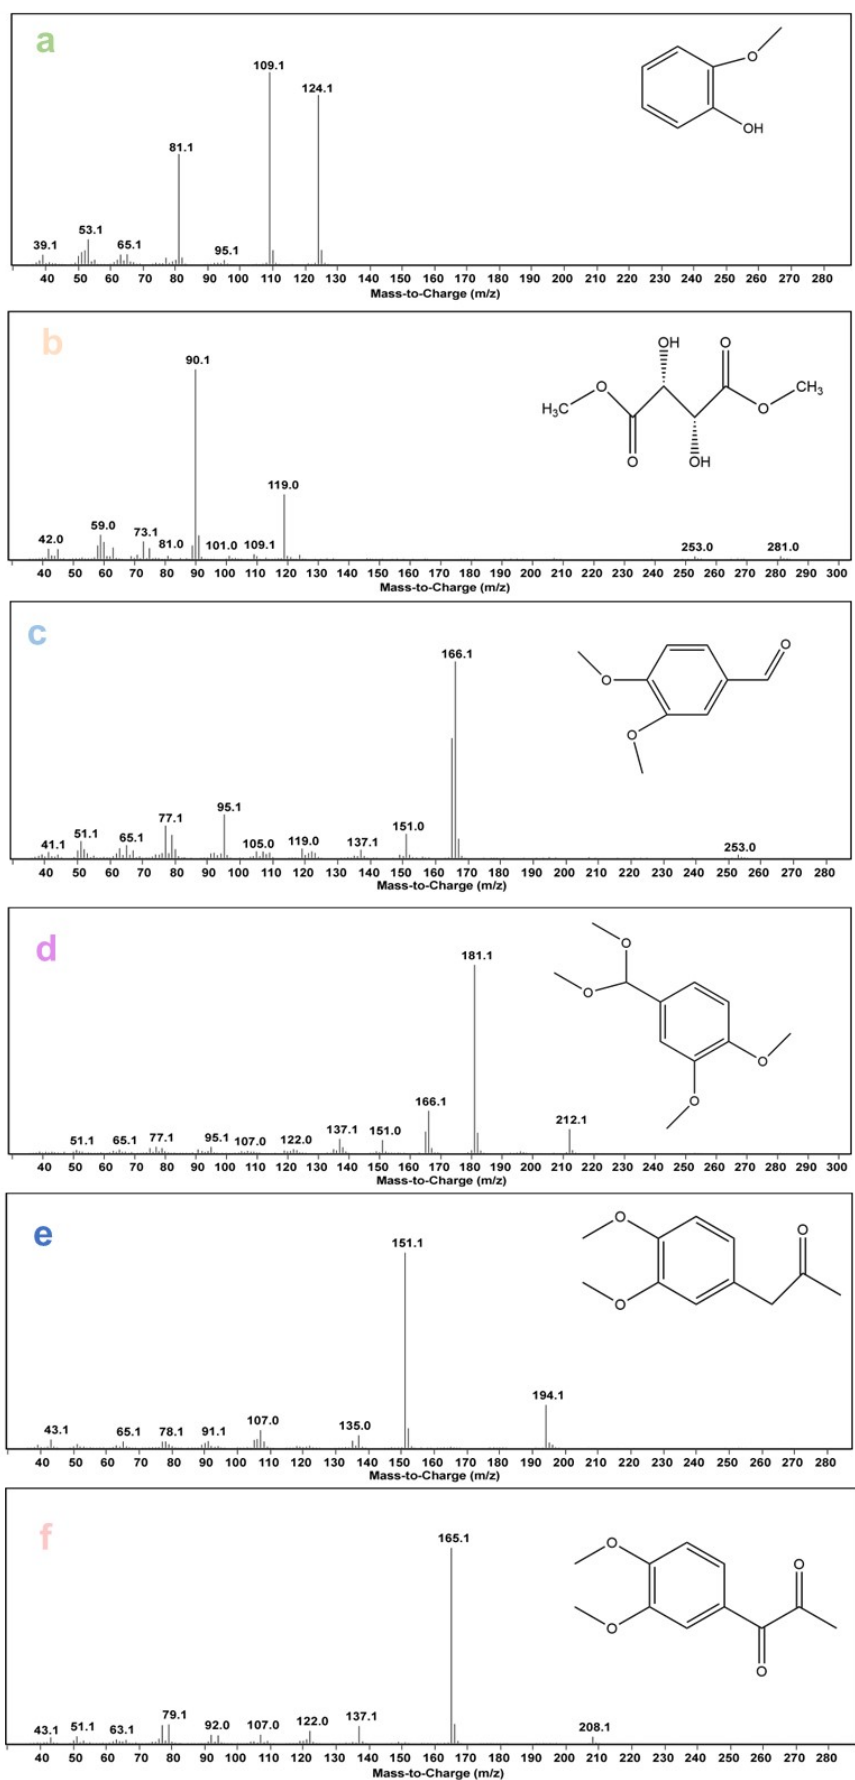 a
109.1
124.1
81.1
39.1 53.1 65.1 95.1
O
OH
40 50 60 70 80 90 100 110 120 130 140 150 160 170 180 190 200 210 220 230 240 250 260 270 280
Mass-to-Charge (m/z)
b
90.1
119.0
42.0 59.0 73.1 81.0 101.0 109.1 253.0 281.0
OH O
O CH₃
H₃C O
O OH
40 50 60 70 80 90 100 110 120 130 140 150 160 170 180 190 200 210 220 230 240 250 260 270 280 290 300
Mass-to-Charge (m/z)
c
166.1
95.1
41.1 51.1 65.1 77.1 105.0 119.0 137.1 151.0 253.0
O
O
O
40 50 60 70 80 90 100 110 120 130 140 150 160 170 180 190 200 210 220 230 240 250 260 270 280
Mass-to-Charge (m/z)
d
181.1
166.1
212.1
51.1 65.1 77.1 95.1 107.0 122.0 137.1 151.0
O
O
O
O
40 50 60 70 80 90 100 110 120 130 140 150 160 170 180 190 200 210 220 230 240 250 260 270 280 290 300
Mass-to-Charge (m/z)
e
151.1
194.1
43.1 65.1 78.1 91.1 107.0 135.0
O
O
O
40 50 60 70 80 90 100 110 120 130 140 150 160 170 180 190 200 210 220 230 240 250 260 270 280
Mass-to-Charge (m/z)
f
165.1
43.1 51.1 63.1 79.1 92.0 107.0 122.0 137.1 208.1
O
O
O
O
40 50 60 70 80 90 100 110 120 130 140 150 160 170 180 190 200 210 220 230 240 250 260 270 280
Mass-to-Charge (m/z)